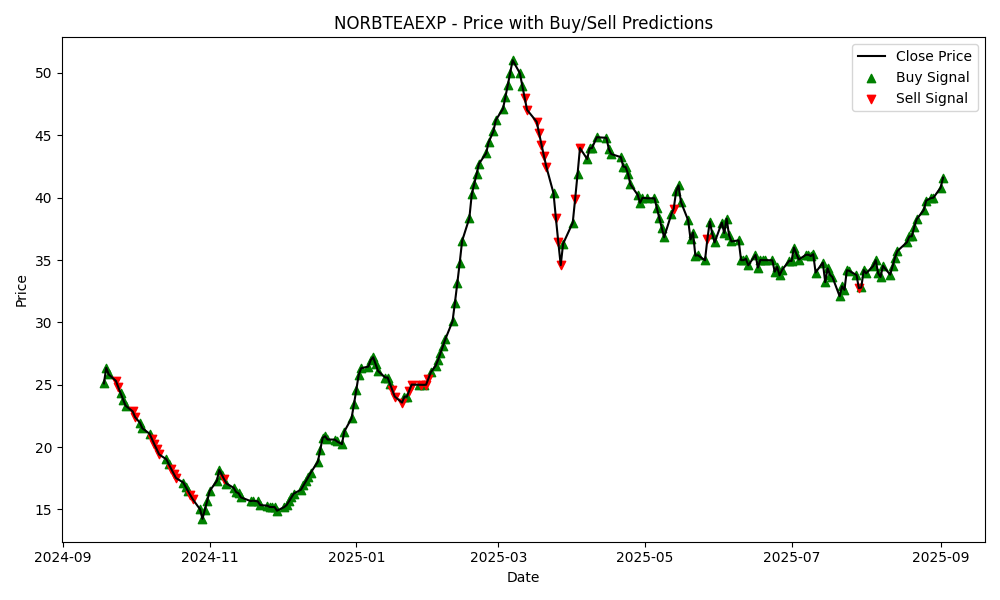 NORBTEAEXP - Price with Buy/Sell Predictions
Close Price
Buy Signal
Sell Signal
Price
50
45
40
35
30
25
20
15
2024-09
2024-11
2025-01
2025-03
2025-05
2025-07
2025-09
Date